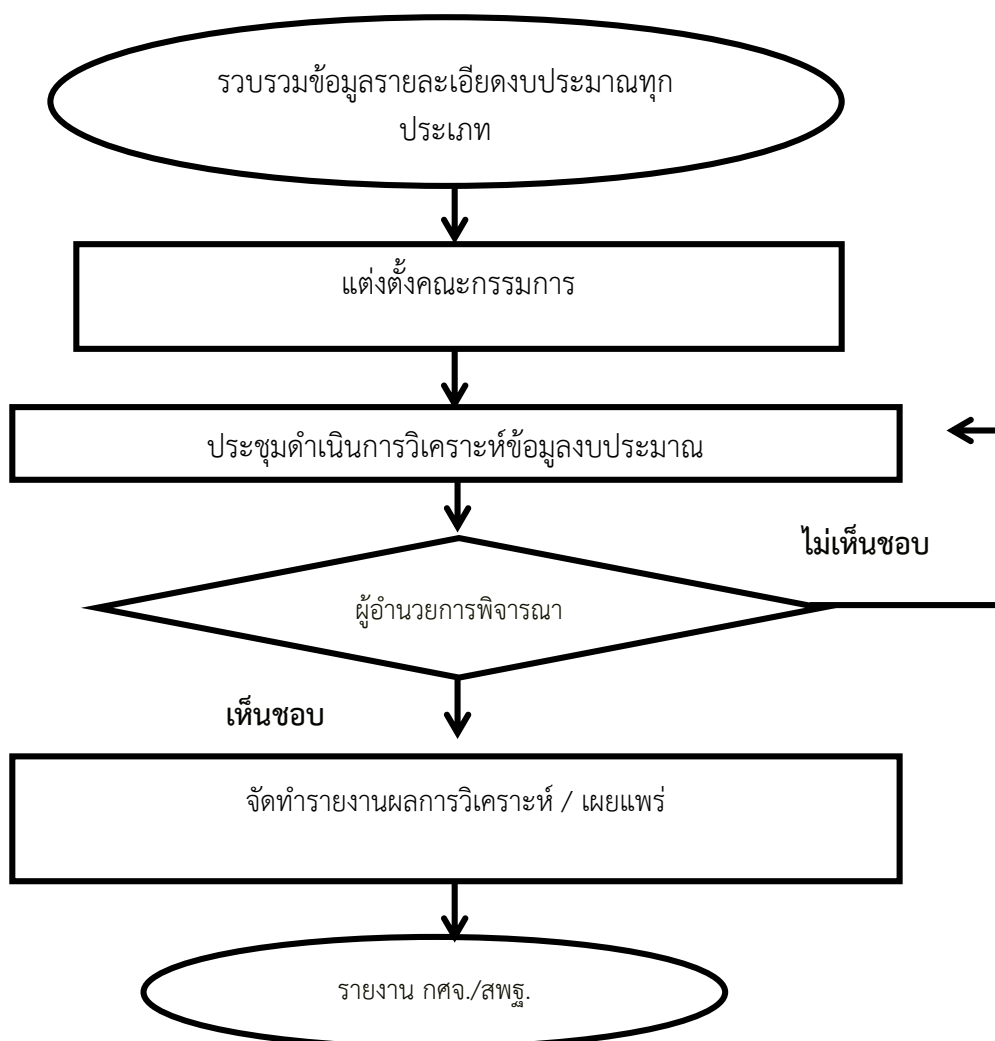 รวบรวมข้อมูลรายละเอียดงบประมาณทุก
ประเภท
แต่งตั้งคณะกรรมการ
ประชุมดำเนินการวิเคราะห์ข้อมูลงบประมาณ
ไม่เห็นชอบ
ผู้อำนวยการพิจารณา
เห็นชอบ
จัดทำรายงานผลการวิเคราะห์ / เผยแพร่
รายงาน กศจ./สพฐ.